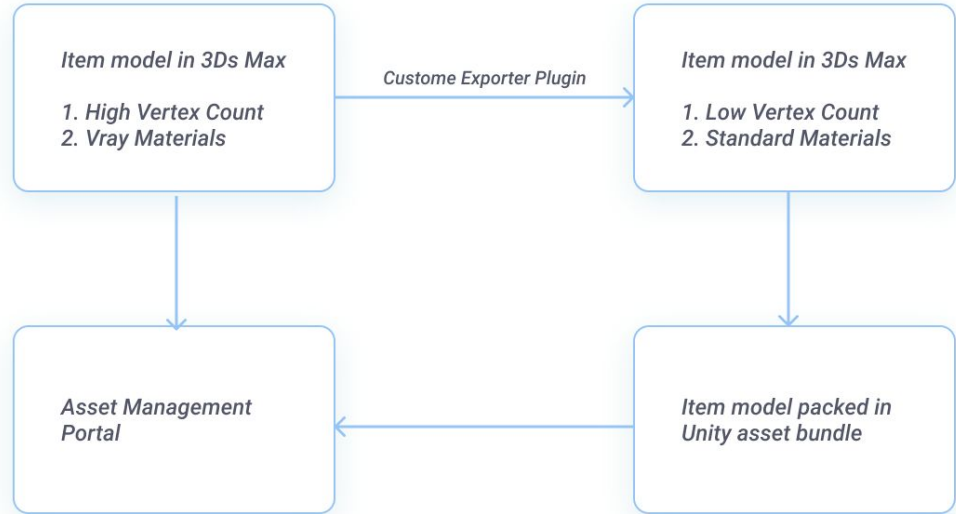 Item model in 3Ds Max
1. High Vertex Count
2. Vray Materials
Custome Exporter Plugin
Item model in 3Ds Max
1. Low Vertex Count
2. Standard Materials
Asset Management
Portal
Item model packed in
Unity asset bundle